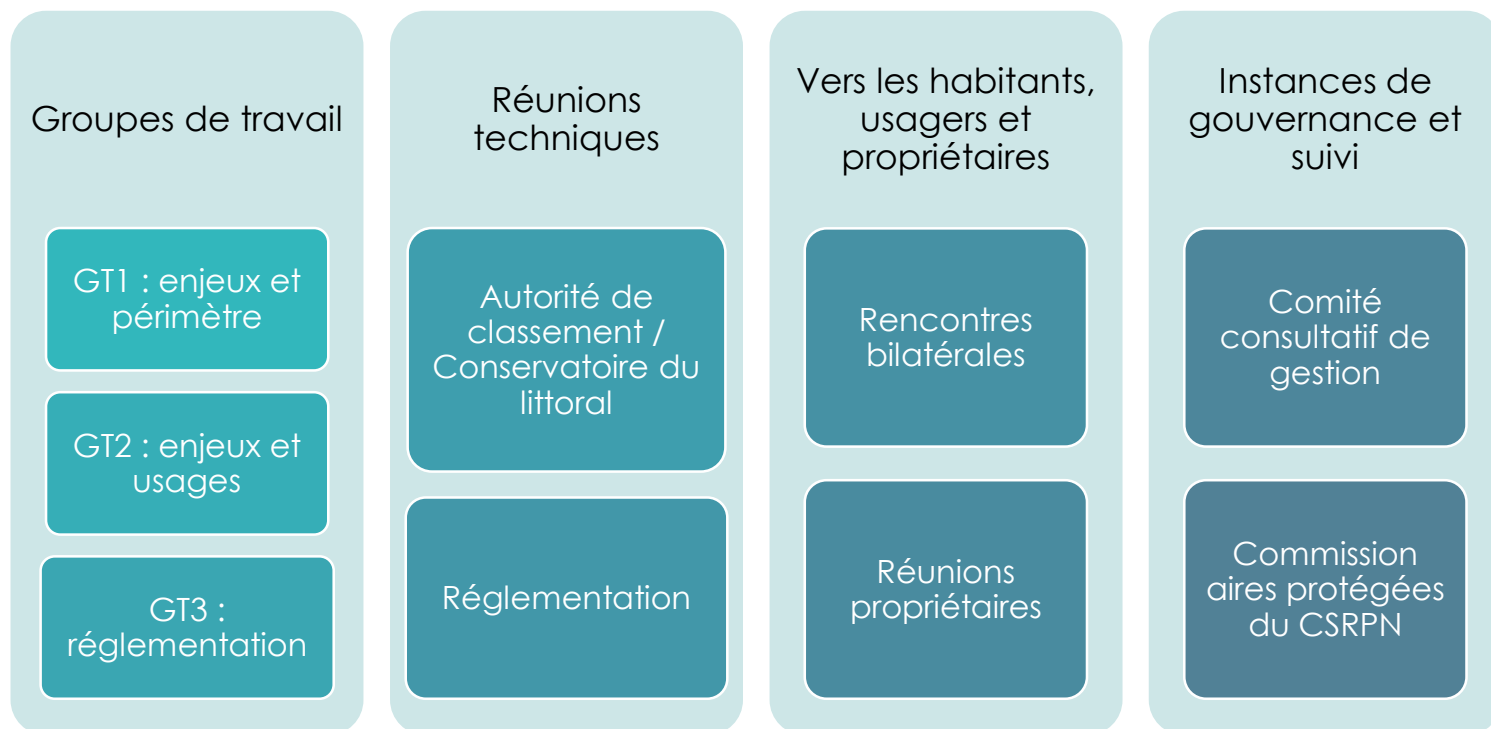 Groupes de travail
GT1 : enjeux et
périmètre
GT2 : enjeux et
usages
GT3 :
réglementation
Réunions
techniques
Autorité de
classement /
Conservatoire du
littoral
Réglementation
Vers les habitants,
usagers et
propriétaires
Rencontres
bilatérales
Réunions
propriétaires
Instances de
gouvernance et
suivi
Comité
consultatif de
gestion
Commission
aires protégées
du CSRPN